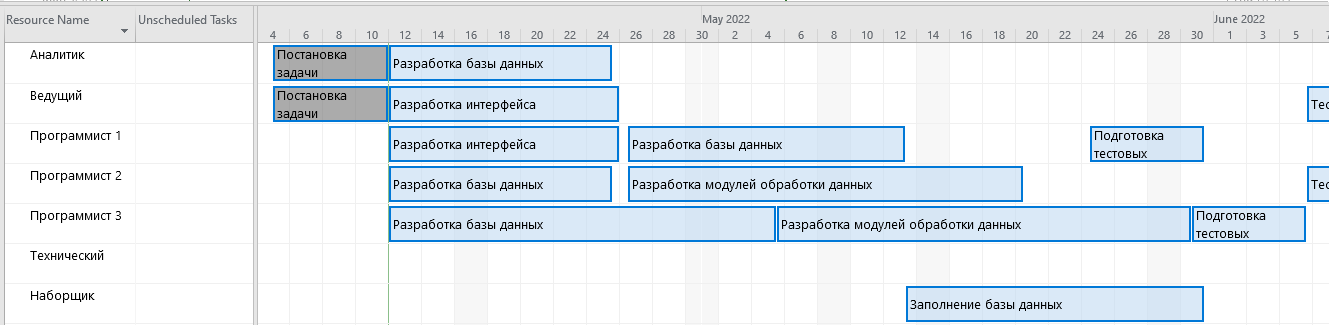 Resource Name Unscheduled Tasks
May 2022 June 2022
4 6 8 10 12 14 16 18 20 22 24 26 28 30 2 4 6 8 10 12 14 16 18 20 22 24 26 28 30 1 3 5 7
Аналитик
Постановка
задачи
Разработка базы данных
Ведущий
Постановка
задачи
Разработка интерфейса
Тес
Программист 1
Разработка интерфейса
Разработка базы данных
Подготовка
тестовых
Программист 2
Разработка базы данных
Разработка модулей обработки данных
Тес
Программист 3
Разработка базы данных
Разработка модулей обработки данных
Подготовка
тестовых
Технический
Наборщик
Заполнение базы данных